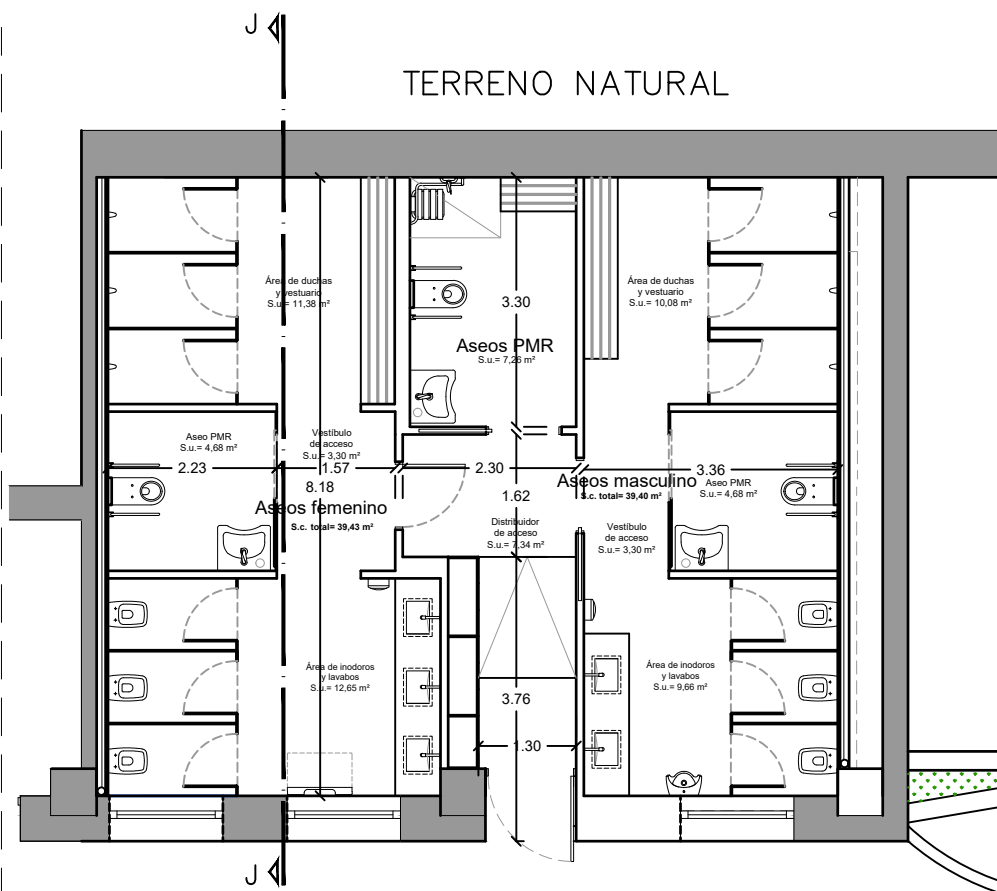 J
TERRENO NATURAL
Área de duchas
y vestuario
S.u.= 11,38 m²
3.30
Aseos PMR
S.u.= 7,26 m²
Área de duchas
y vestuario
S.u.= 10,08 m²
Aseo PMR
S.u.= 4,68 m²
2.23
Vestíbulo
de acceso
S.u.= 3,30 m²
1.57
8.18
2.30
3.36
Aseos femenino
S.c. total= 39,43 m²
1.62
Aseos masculino
S.c. total= 39,40 m²
Aseo PMR
S.u.= 4,68 m²
Distribuidor
de acceso
S.u.= 7,34 m²
Vestíbulo
de acceso
S.u.= 3,30 m²
Área de inodoros
y lavabos
S.u.= 12,65 m²
Área de inodoros
y lavabos
S.u.= 9,66 m²
3.76
1.30
J